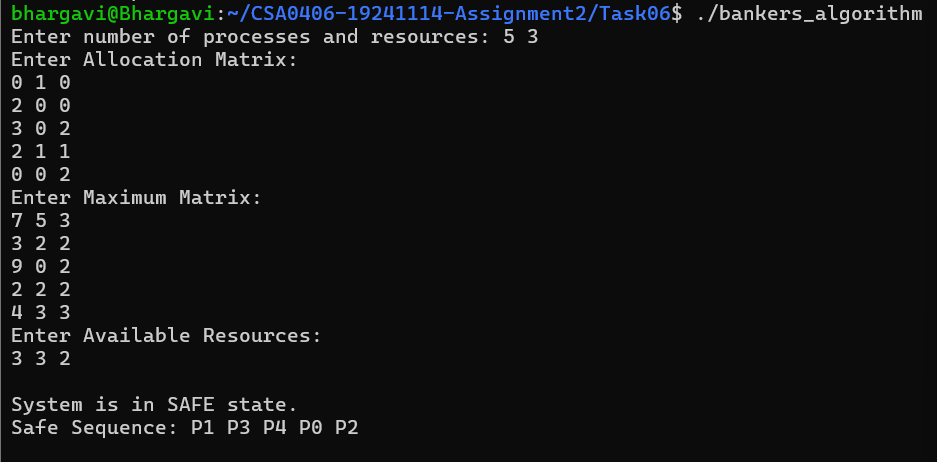 bhargavi@Bhargavi:~/CSA0406-19241114-Assignment2/Task06$ ./bankers_algorithm
Enter number of processes and resources: 5 3
Enter Allocation Matrix:
0 1 0
2 0 0
3 0 2
2 1 1
0 0 2
Enter Maximum Matrix:
7 5 3
3 2 2
9 0 2
2 2 2
4 3 3
Enter Available Resources:
3 3 2
System is in SAFE state.
Safe Sequence: P1 P3 P4 P0 P2